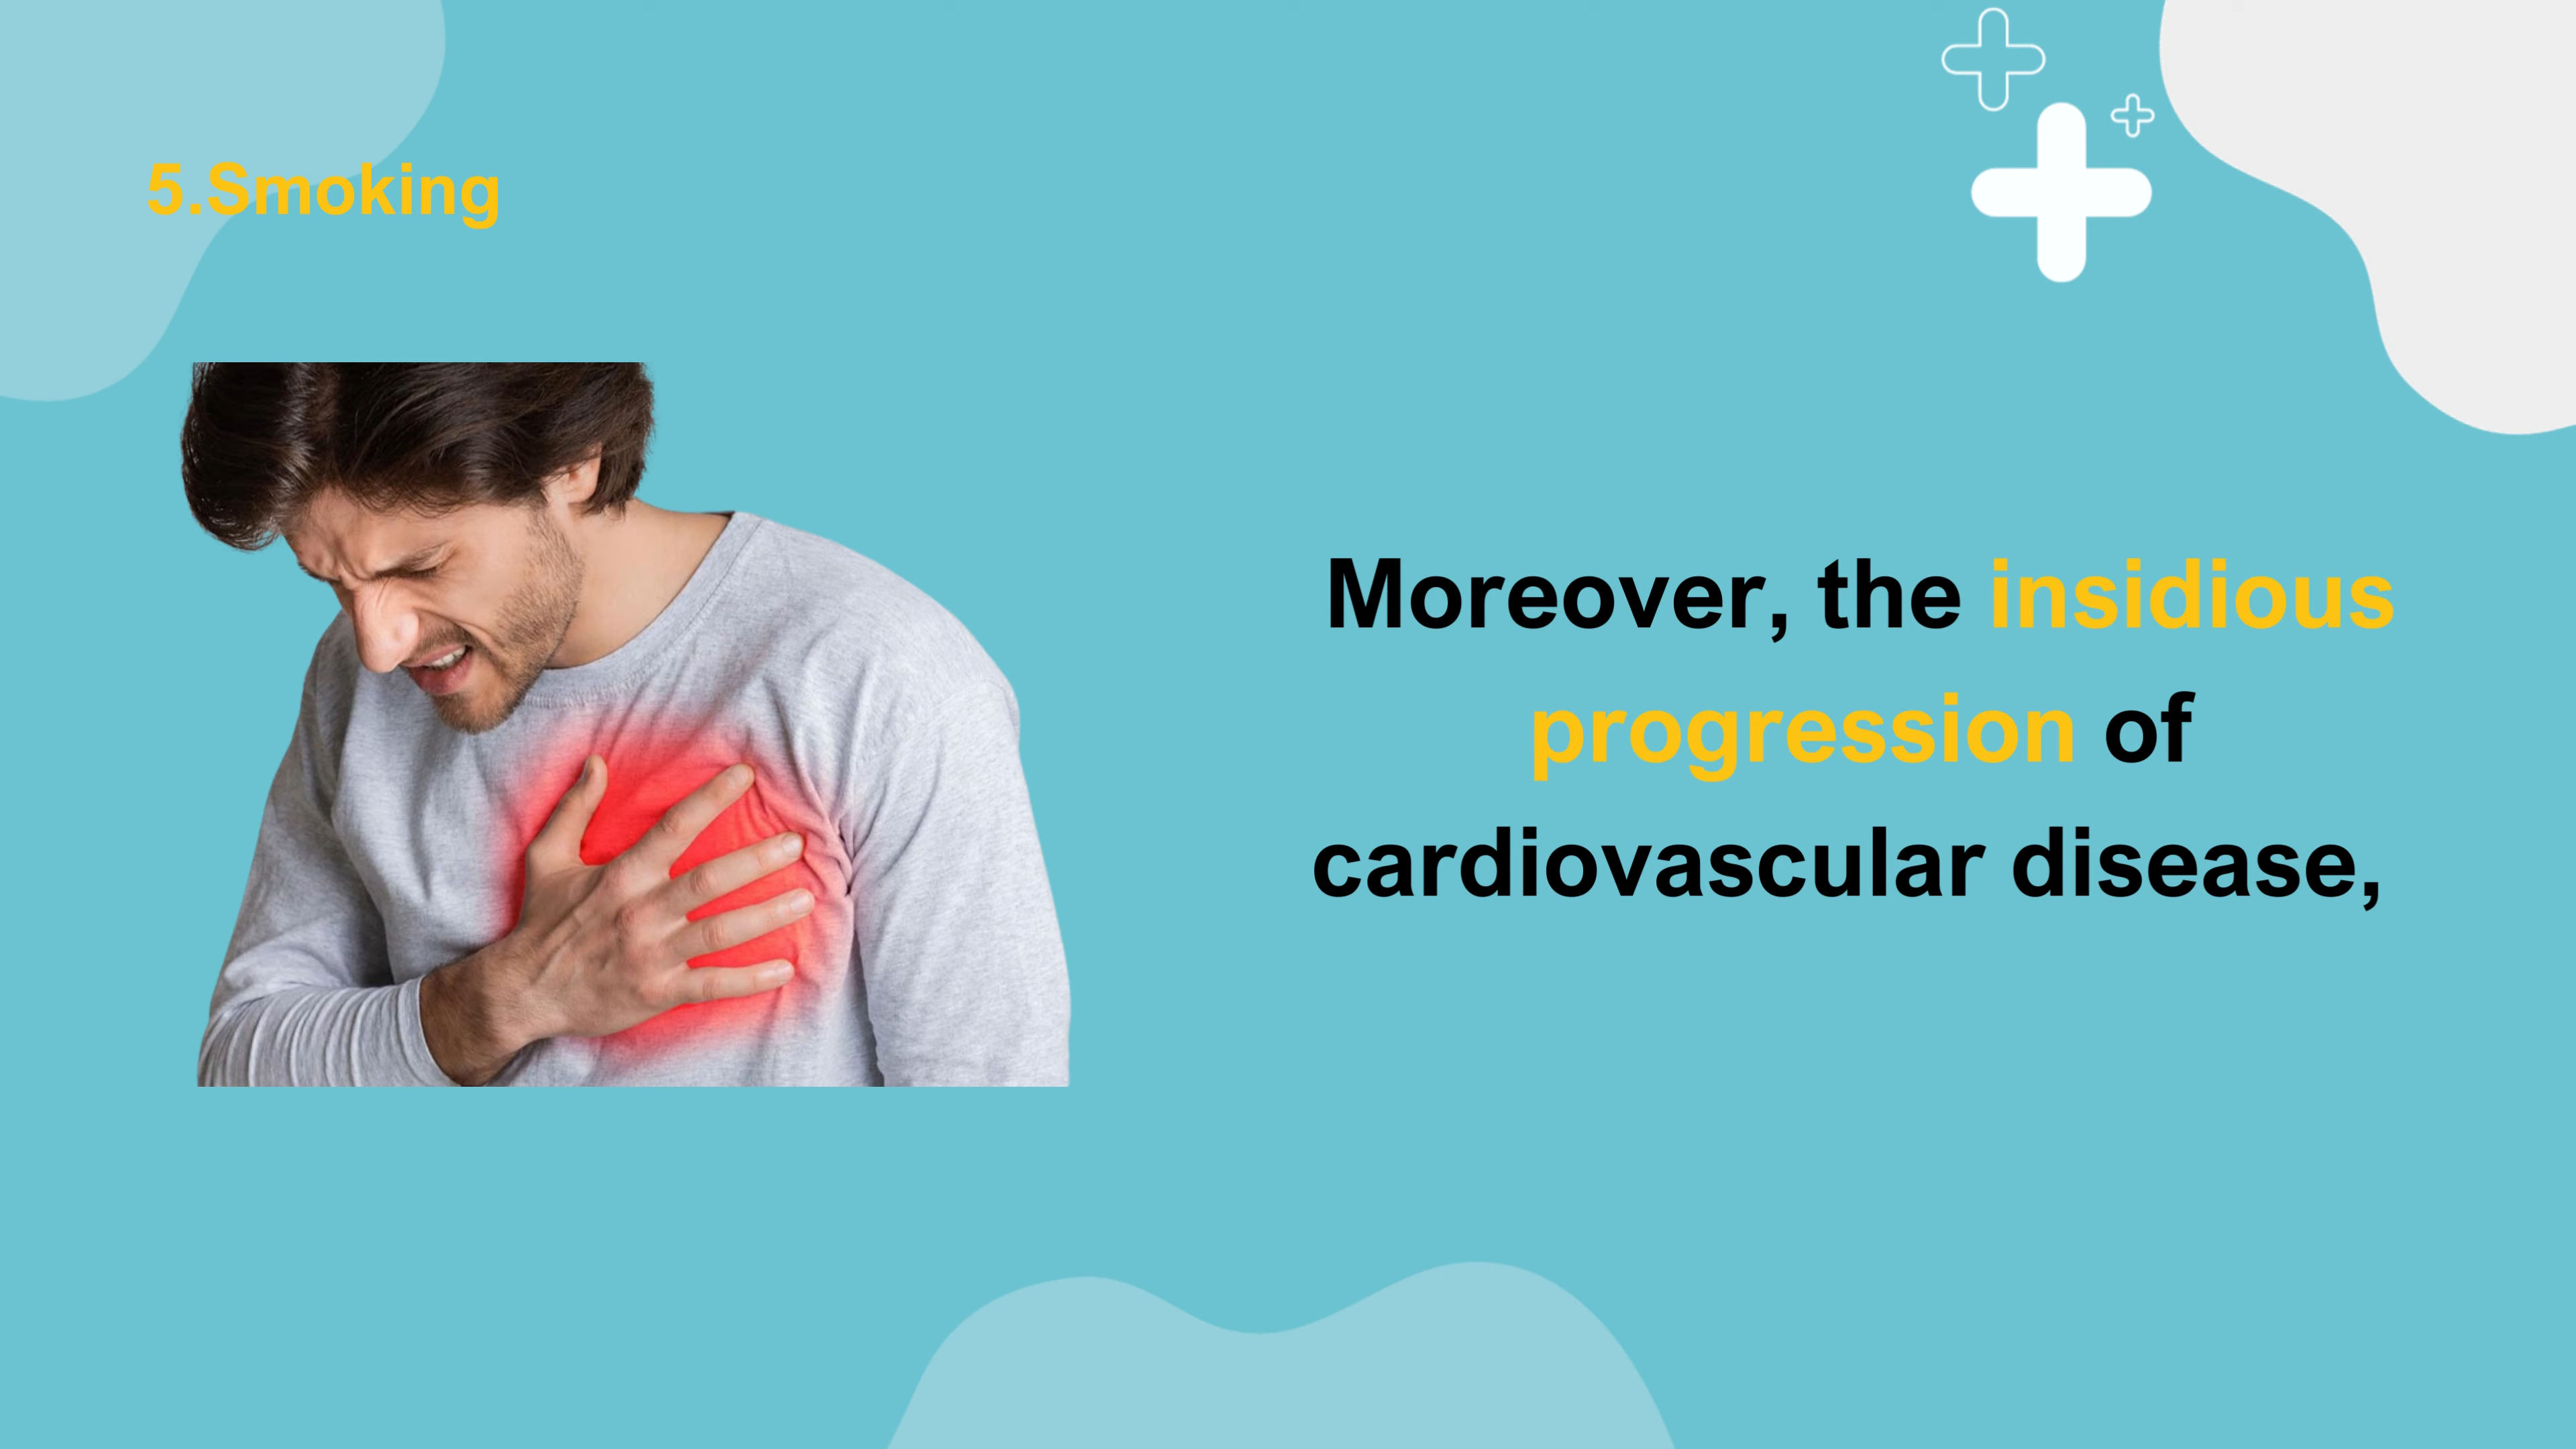 5.Smoking
Moreover, the insidious
progression of
cardiovascular disease,